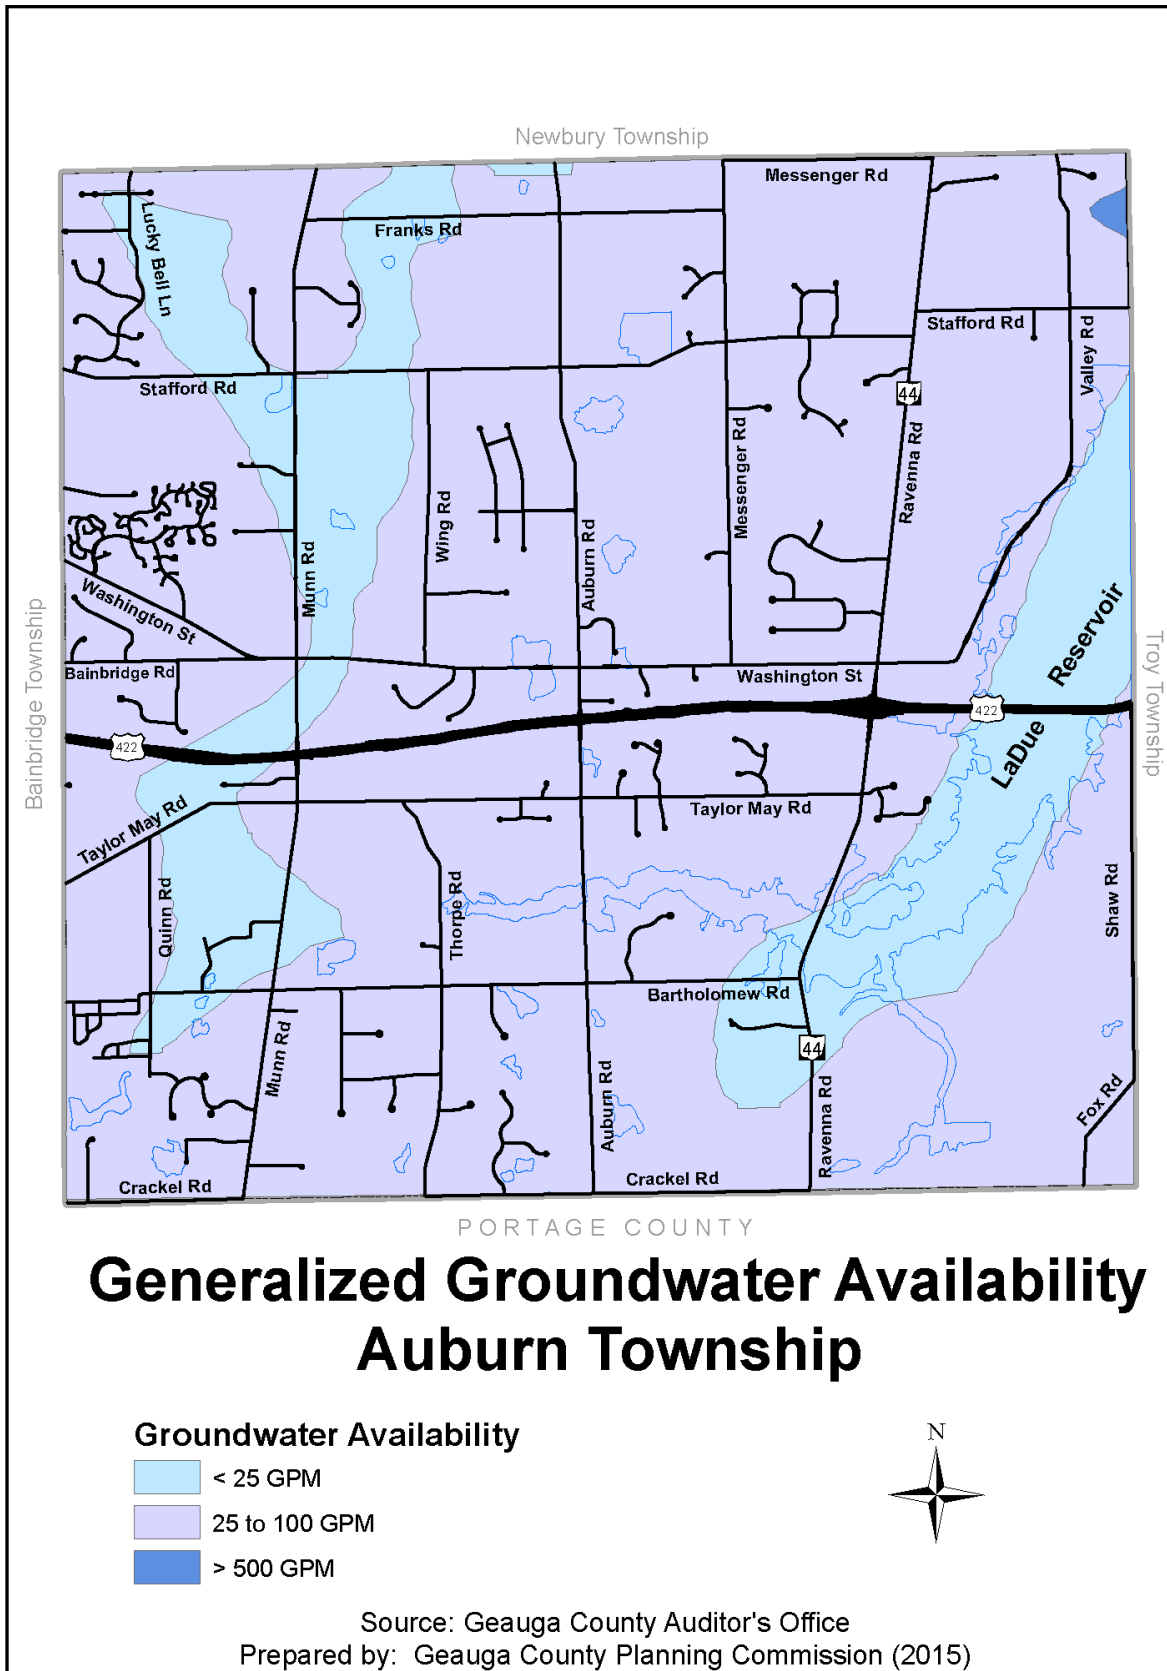 Newbury Township
Messenger Rd
Lucky Bell Ln
Franks Rd
Stafford Rd
Valley Rd
Stafford Rd
44
Messenger Rd
Ravenna Rd
Wing Rd
Auburn Rd
Munn Rd
Washington St
Bainbridge Township
Reservoir
Troy Township
Bainbridge Rd
Washington St
422
422
LaDue
Taylor May Rd
Taylor May Rd
Quinn Rd
Thorpe Rd
Shaw Rd
Bartholomew Rd
Munn Rd
44
Auburn Rd
Ravenna Rd
Fox Rd
Crackel Rd
Crackel Rd
PORTAGE COUNTY
Generalized Groundwater Availability
Auburn Township
Groundwater Availability
< 25 GPM
25 to 100 GPM
> 500 GPM
N
Source: Geauga County Auditor's Office
Prepared by: Geauga County Planning Commission (2015)